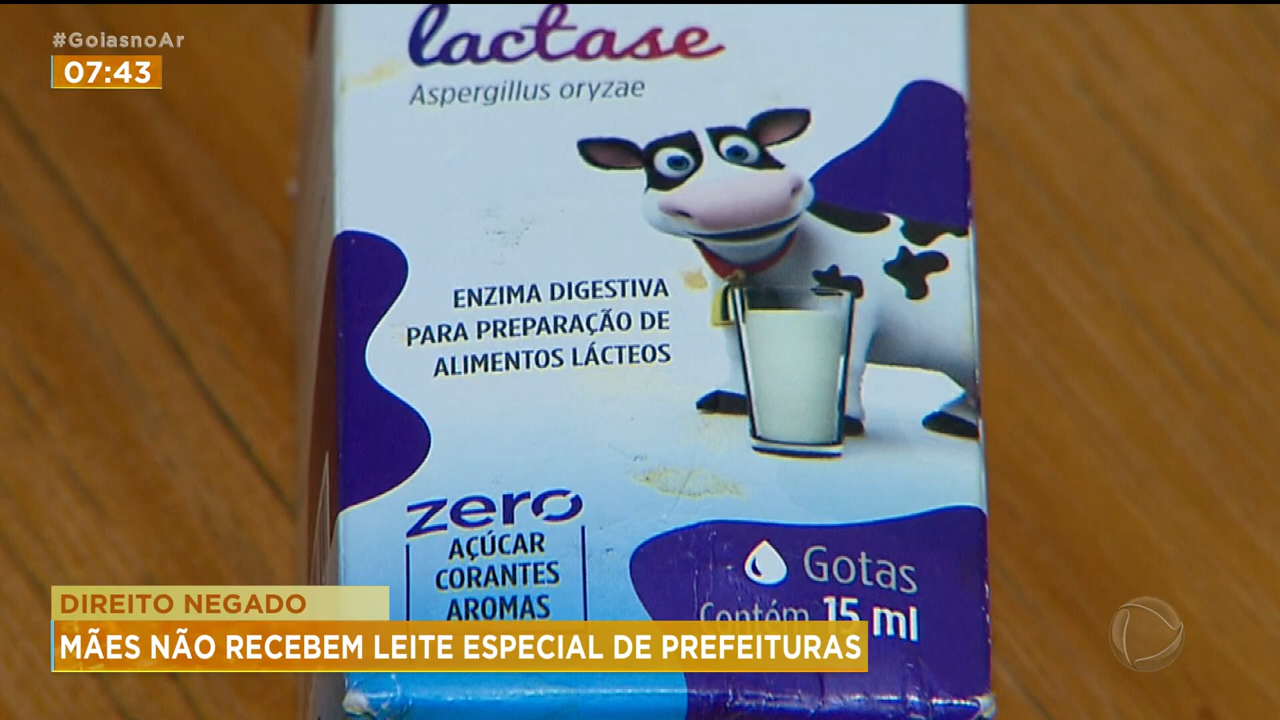 #GoiasnoAr
07:43
lactase
Aspergillus oryzae
ENZIMA DIGESTIVA
PARA PREPARAÇÃO DE
ALIMENTOS LÁCTEOS
zero
AÇÚCAR
CORANTES
AROMAS
Gotas
Contém 15 ml
DIREITO NEGADO
MÃES NÃO RECEBEM LEITE ESPECIAL DE PREFEITURAS